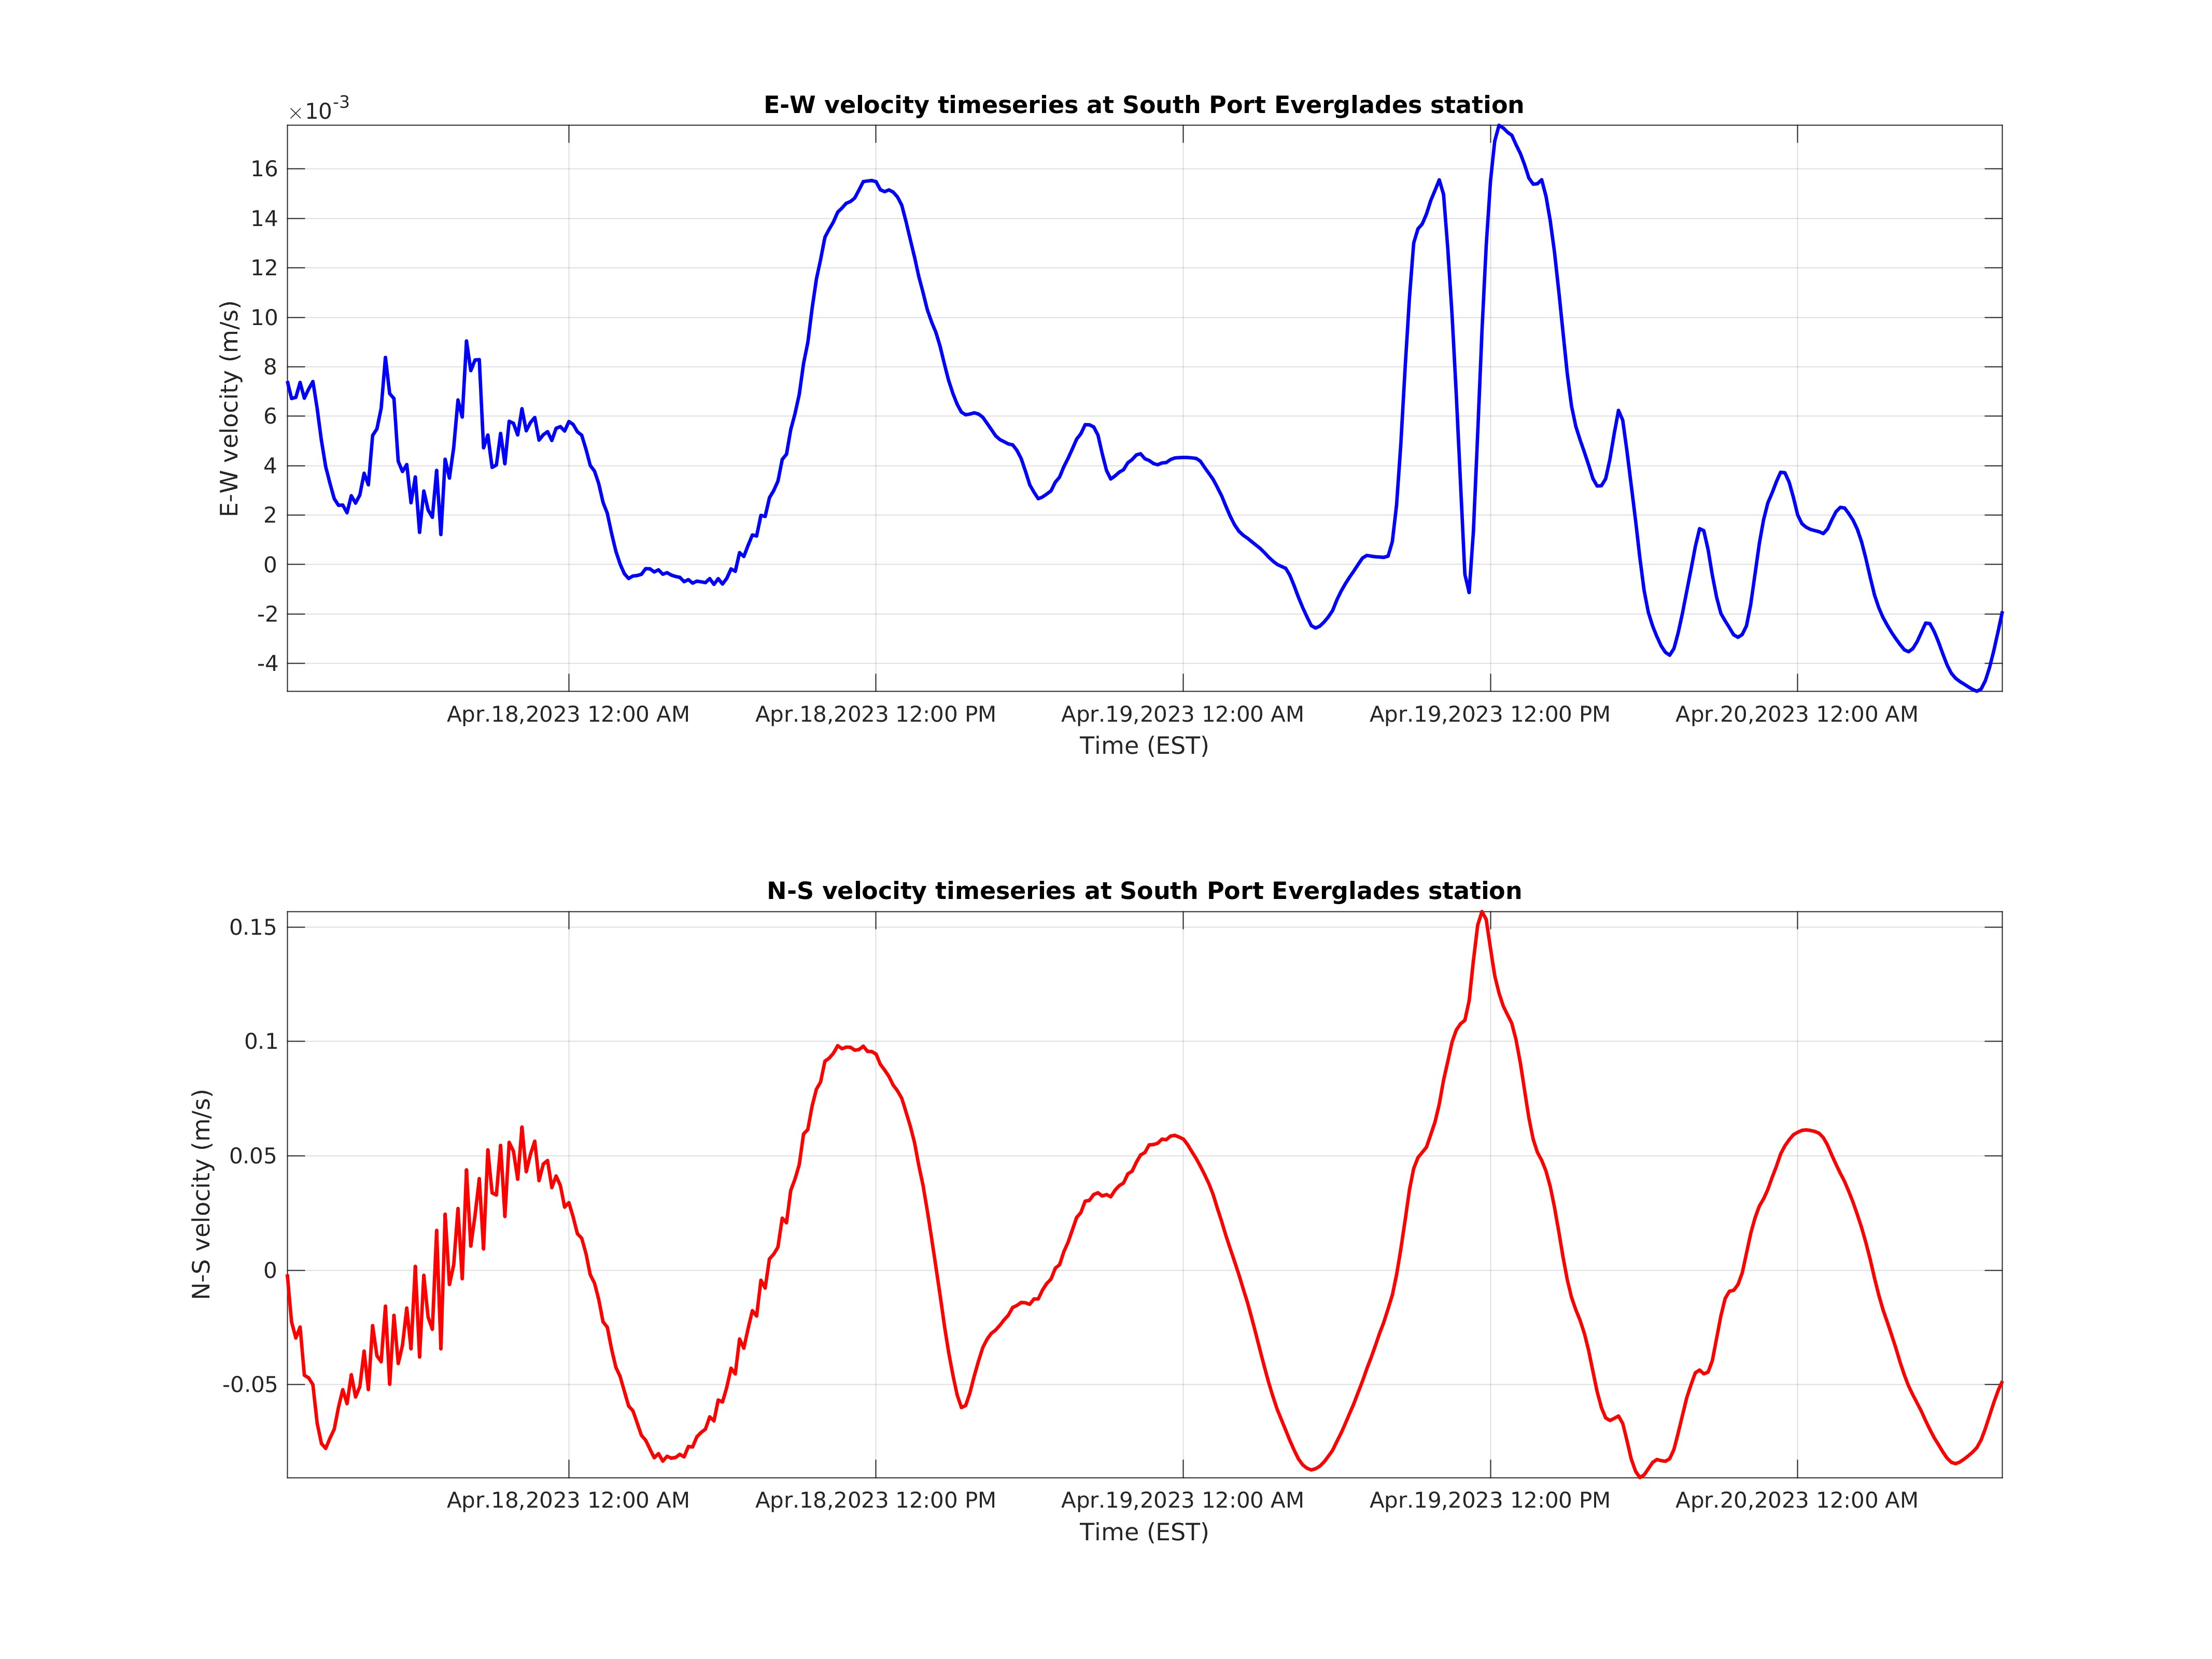 ×10-3
E-W velocity timeseries at South Port Everglades station
16
14
12
10
8
6
4
2
0
-2
-4
E-W velocity (m/s)
Apr.18,2023 12:00 AM Apr.18,2023 12:00 PM Apr.19,2023 12:00 AM Apr.19,2023 12:00 PM Apr.20,2023 12:00 AM
Time (EST)
N-S velocity timeseries at South Port Everglades station
0.15
0.1
0.05
0
-0.05
N-S velocity (m/s)
Apr.18,2023 12:00 AM Apr.18,2023 12:00 PM Apr.19,2023 12:00 AM Apr.19,2023 12:00 PM Apr.20,2023 12:00 AM
Time (EST)